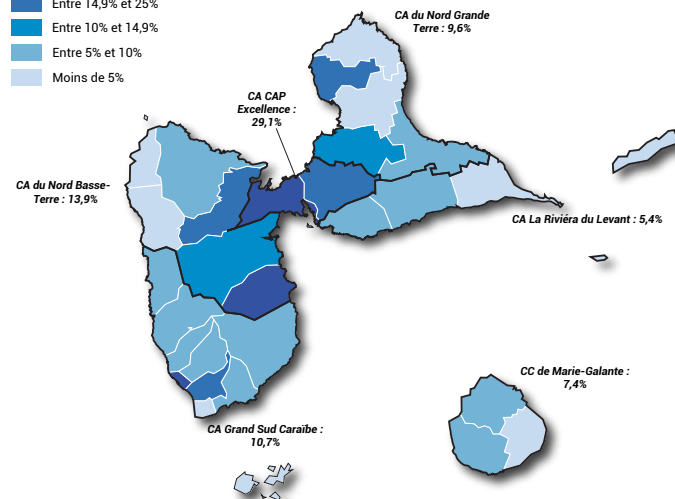 Entre 14,9% et 25%
Entre 10% et 14,9%
Entre 5% et 10%
Moins de 5%
CA du Nord Grande
Terre : 9,6%
CA CAP
Excellence :
29,1%
CA du Nord Basse-
Terre : 13,9%
CA La Riviéra du Levant : 5,4%
CC de Marie-Galante :
7,4%
CA Grand Sud Caraïbe :
10,7%